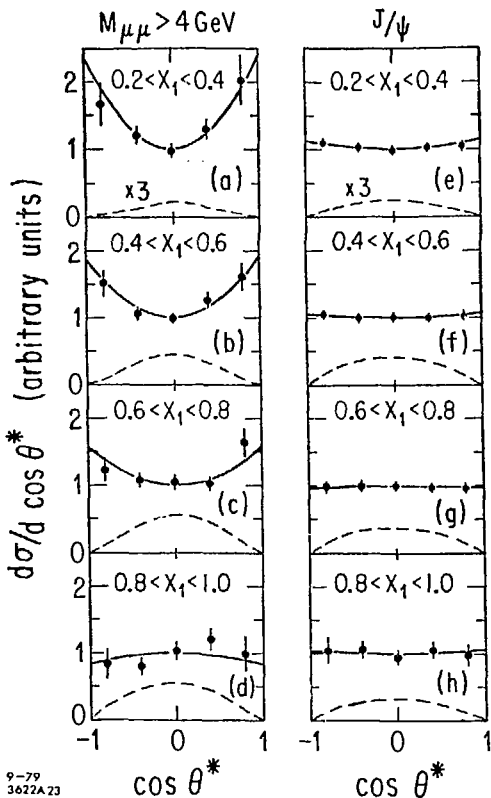 M_μμ > 4 GeV
J/ψ
0.2<X₁<0.4
0.2<X₁<0.4
2
1
x3
(a)
x3
(e)
0
0.4<X₁<0.6
0.4<X₁<0.6
2
1
(b)
(f)
0
0.6<X₁<0.8
0.6<X₁<0.8
2
1
(c)
(g)
0
0.8<X₁<1.0
0.8<X₁<1.0
2
1
(d)
(h)
0
-1 0 1
-1 0 1
cos θ*
cos θ*
dσ/d cos θ* (arbitrary units)
9-79
3622A23